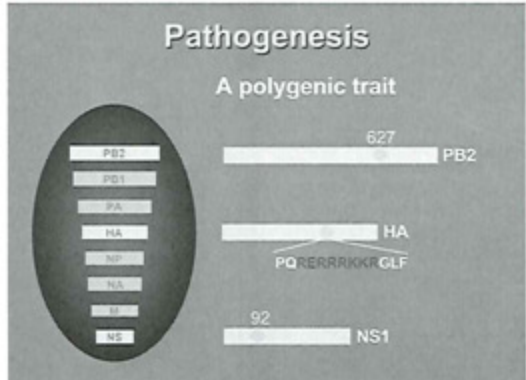 Pathogenesis
A polygenic trait
PB2
PB1
PA
HA
NP
NA
M
NS
627
PB2
HA
PQRERRRKKRGLF
92
NS1